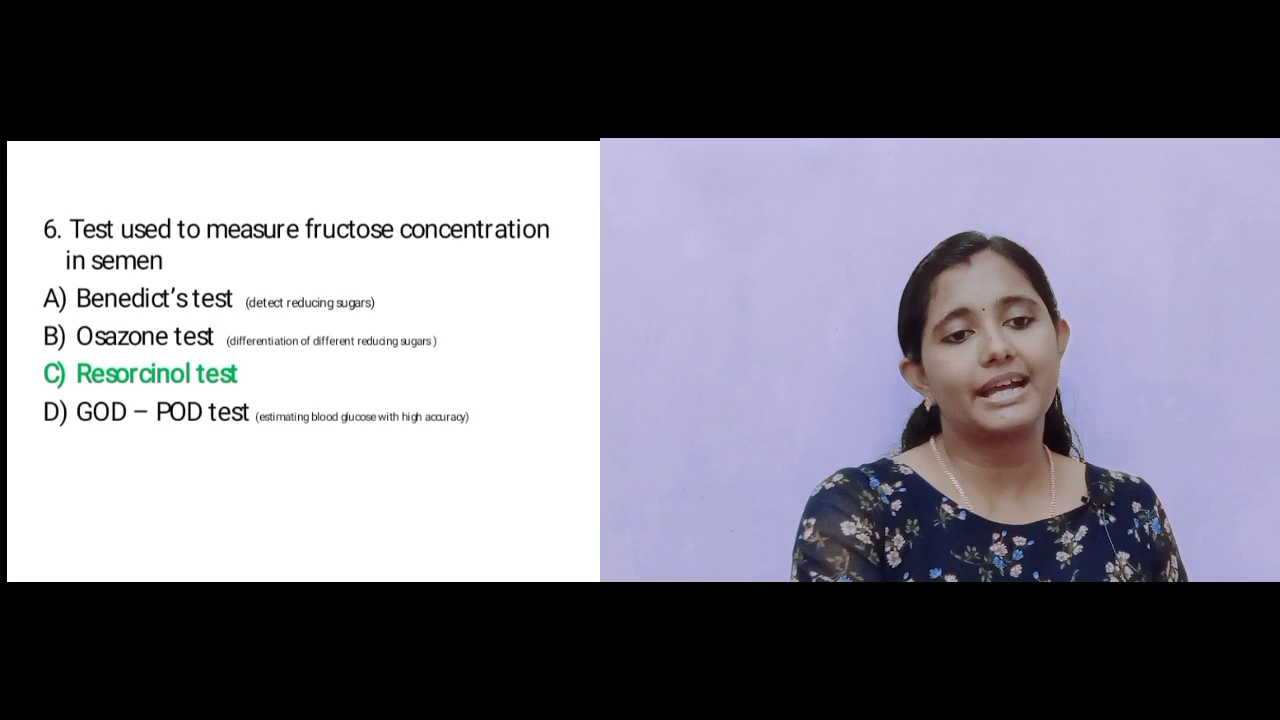 6. Test used to measure fructose concentration
in semen
A) Benedict's test (detect reducing sugars)
B) Osazone test (differentiation of different reducing sugars )
C) Resorcinol test
D) GOD – POD test (estimating blood glucose with high accuracy)